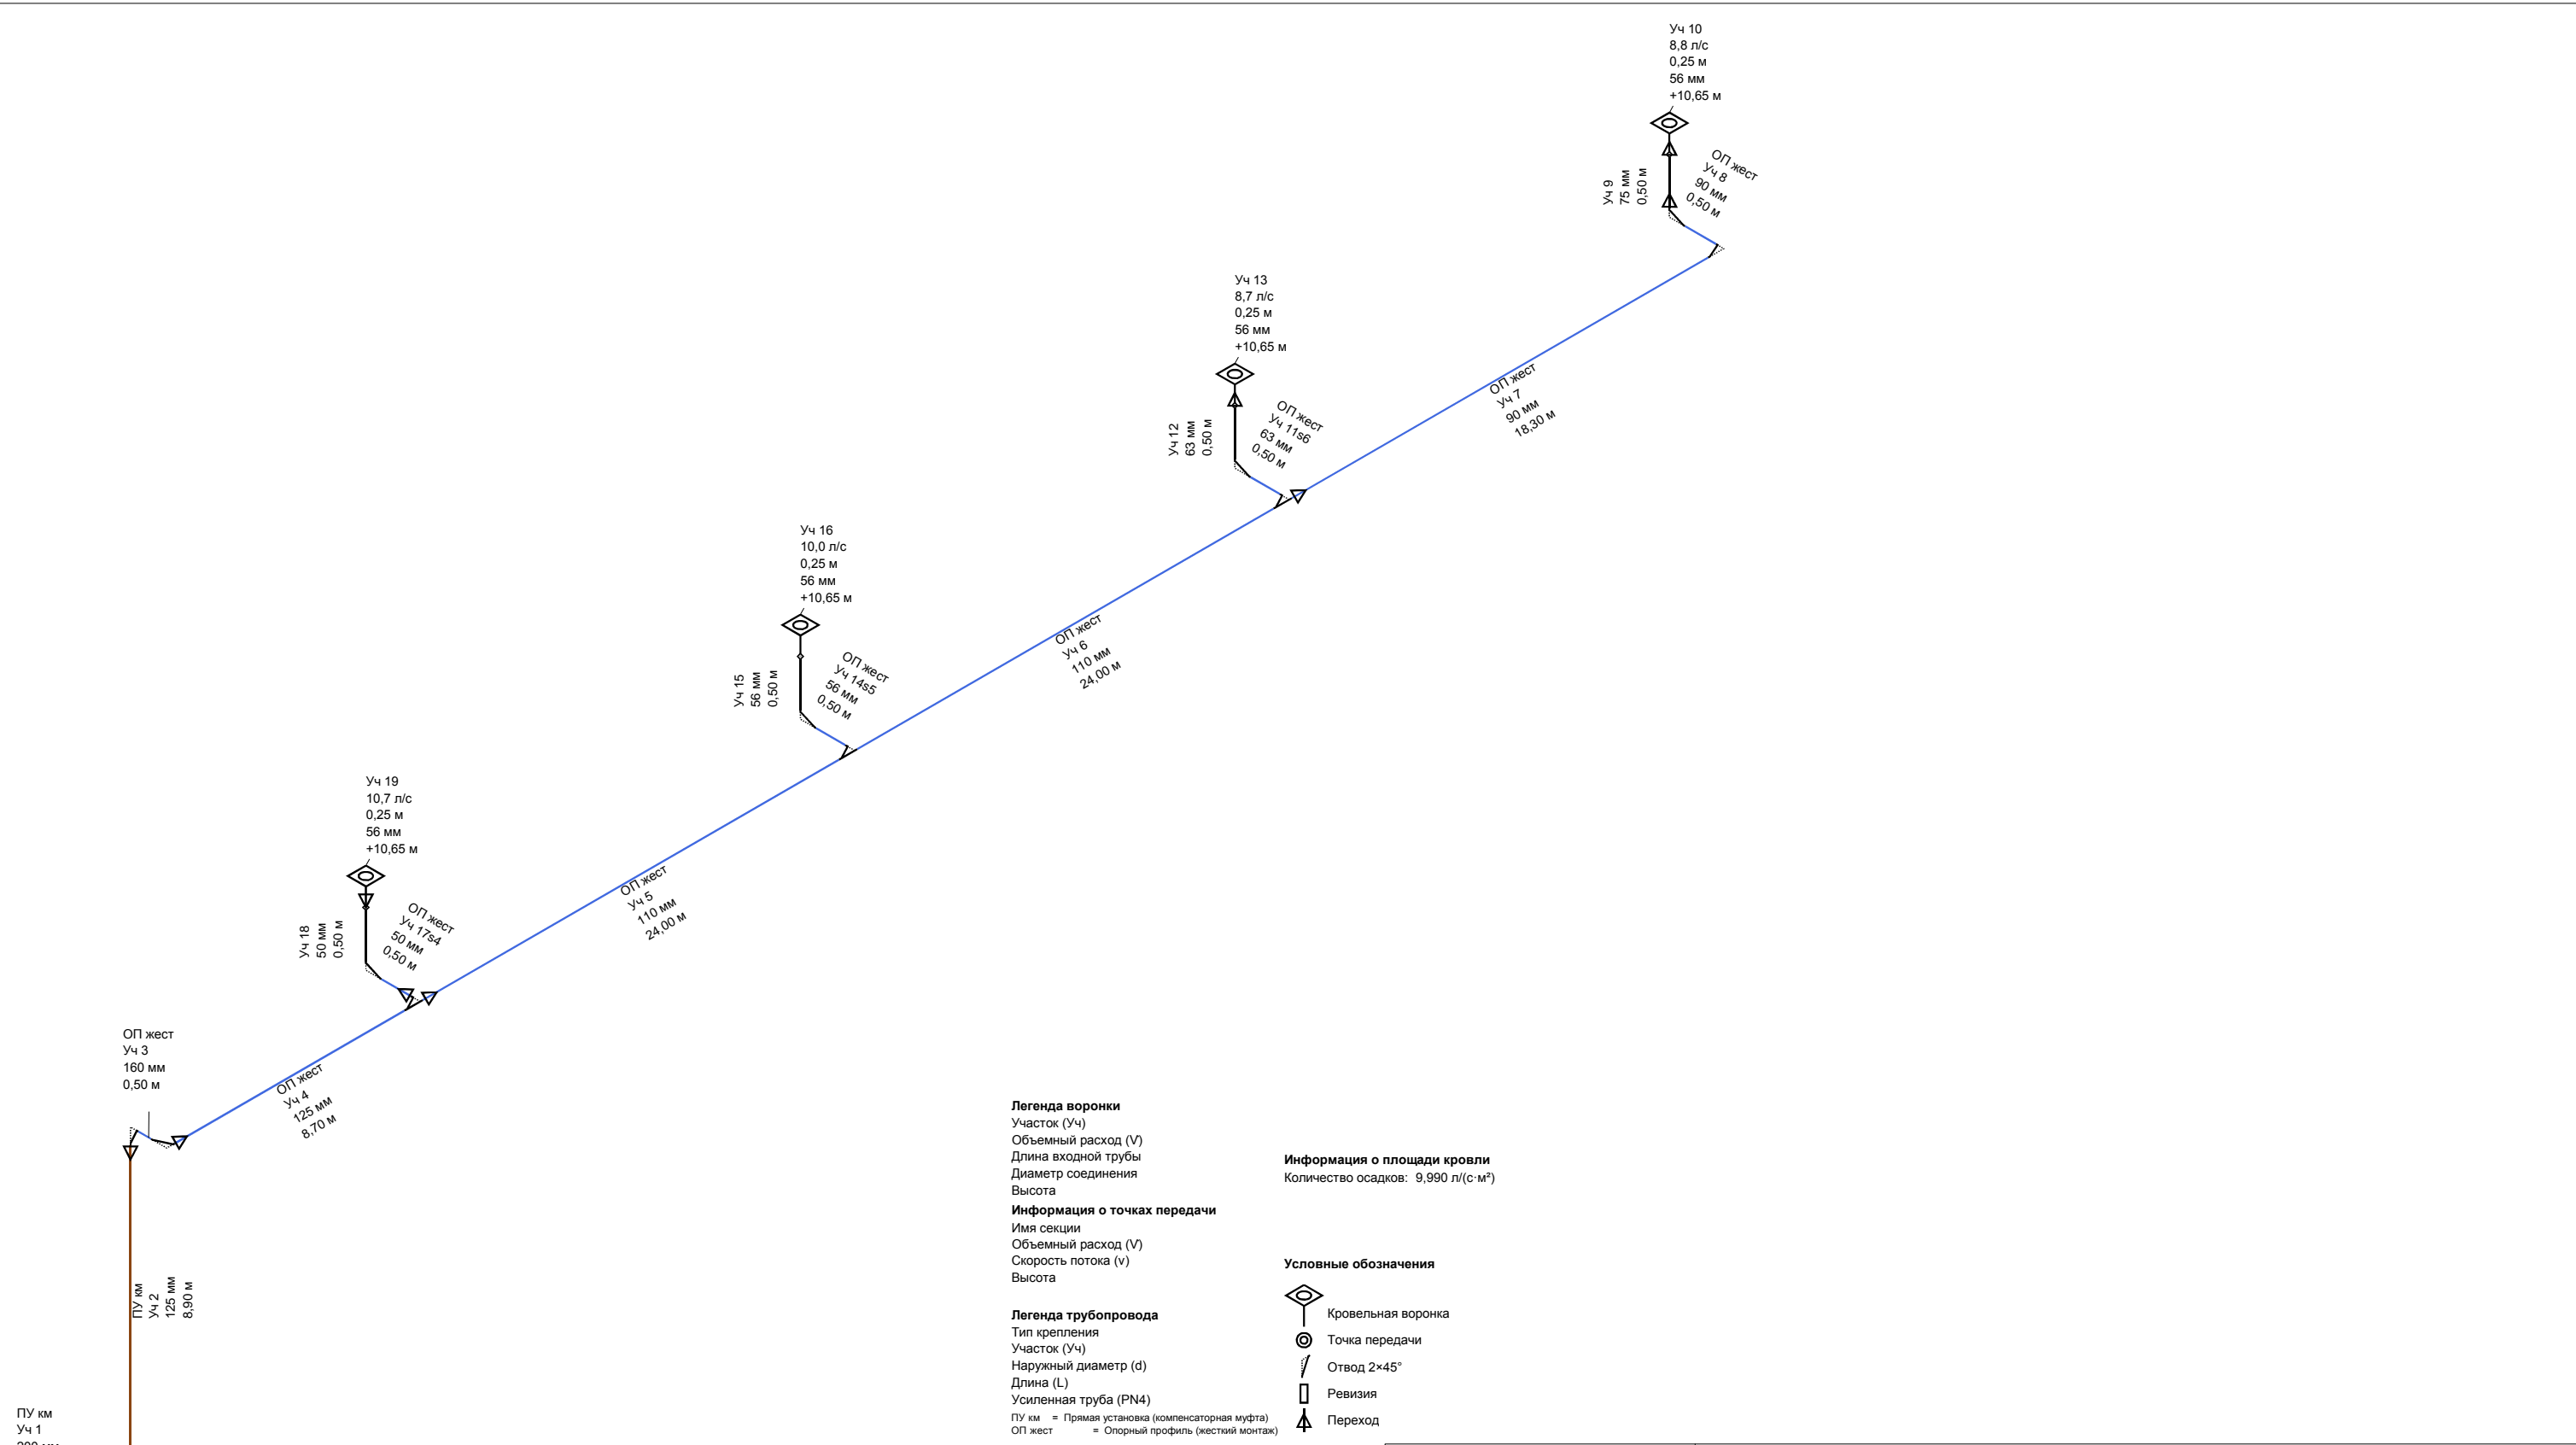 Уч 10
8,8 л/с
0,25 м
56 мм
+10,65 м
Уч 9
75 мм
0,50 м
ОП жест
Уч 8
90 мм
0,50 м
Уч 13
8,7 л/с
0,25 м
56 мм
+10,65 м
Уч 12
63 мм
0,50 м
ОП жест
Уч 11s6
63 мм
0,50 м
ОП жест
Уч 7
90 мм
18,30 м
Уч 16
10,0 л/с
0,25 м
56 мм
+10,65 м
Уч 15
56 мм
0,50 м
ОП жест
Уч 14s5
56 мм
0,50 м
ОП жест
Уч 6
110 мм
24,00 м
Уч 19
10,7 л/с
0,25 м
56 мм
+10,65 м
Уч 18
50 мм
0,50 м
ОП жест
Уч 17s4
50 мм
0,50 м
ОП жест
Уч 5
110 мм
24,00 м
ОП жест
Уч 3
160 мм
0,50 м
ОП жест
Уч 4
125 мм
8,70 м
ПУ км
Уч 2
125 мм
8,90 м
ПУ км
Уч 1
200 мм
Легенда воронки
Участок (Уч)
Объемный расход (V̇)
Длина входной трубы
Диаметр соединения
Высота
Информация о точках передачи
Имя секции
Объемный расход (V̇)
Скорость потока (v)
Высота
Легенда трубопровода
Тип крепления
Участок (Уч)
Наружный диаметр (d)
Длина (L)
Усиленная труба (PN4)
ПУ км = Прямая установка (компенсаторная муфта)
ОП жест = Опорный профиль (жесткий монтаж)
Информация о площади кровли
Количество осадков: 9,990 л/(с·м²)
Условные обозначения
Кровельная воронка
Точка передачи
Отвод 2×45°
Ревизия
Переход